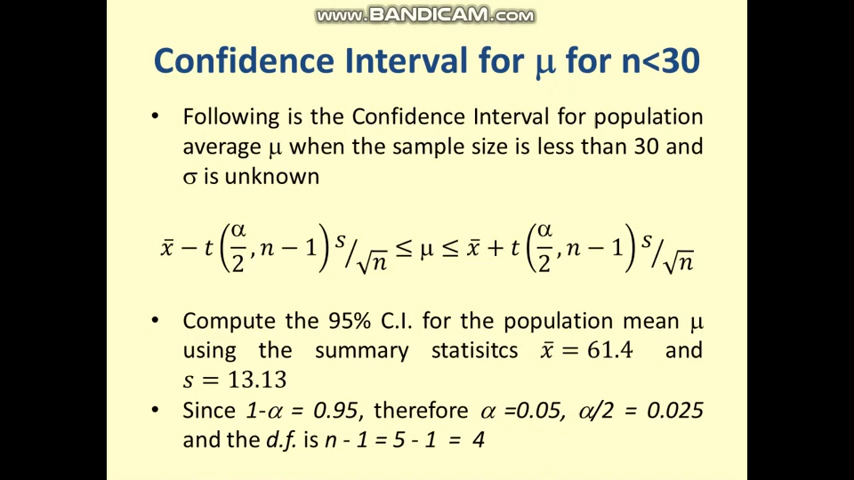 www.BANDICAM.com
Confidence Interval for μ for n<30
• Following is the Confidence Interval for population
average μ when the sample size is less than 30 and
σ is unknown
x̄ − t(α/2, n − 1) s/√n ≤ μ ≤ x̄ + t(α/2, n − 1) s/√n
• Compute the 95% C.I. for the population mean μ
using the summary statisitcs x̄ = 61.4 and
s = 13.13
• Since 1-α = 0.95, therefore α =0.05, α/2 = 0.025
and the d.f. is n - 1 = 5 - 1 = 4